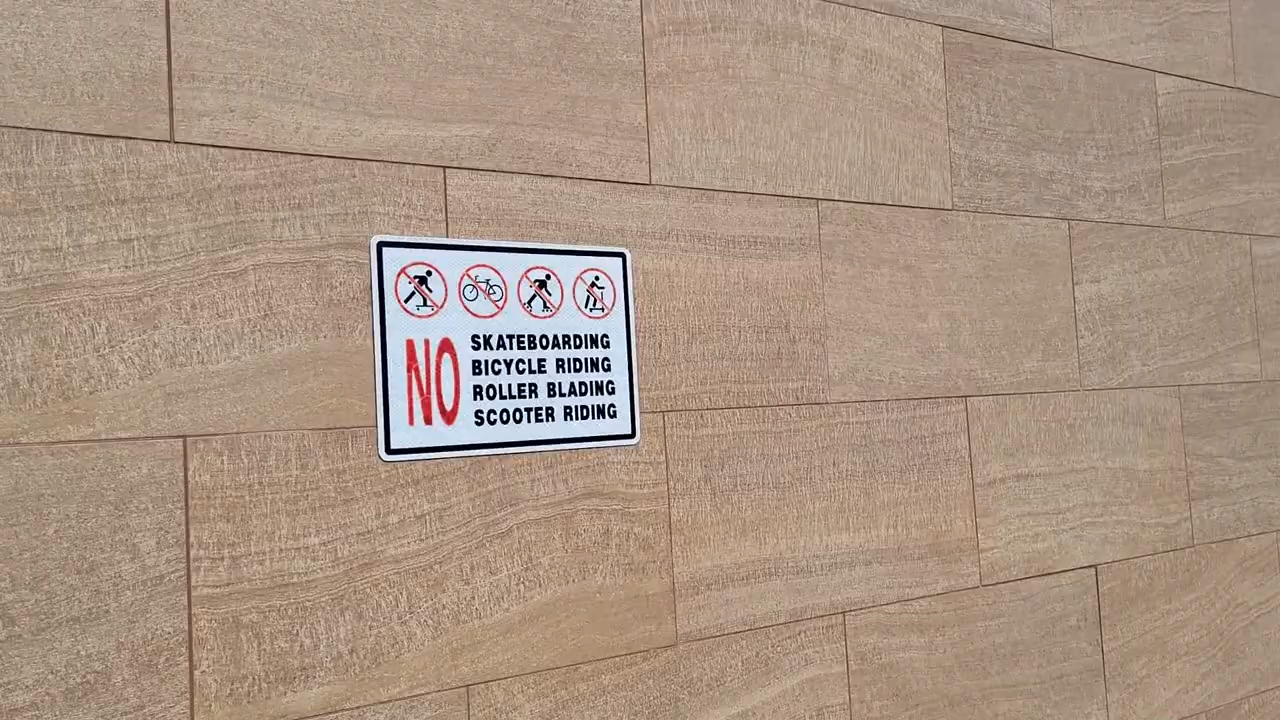 NO
SKATEBOARDING
BICYCLE RIDING
ROLLER BLADING
SCOOTER RIDING